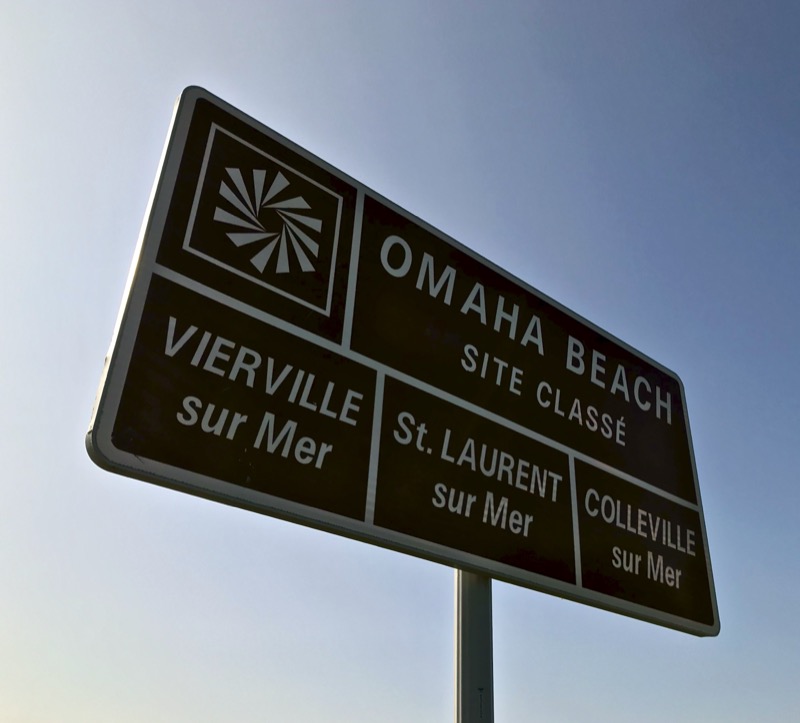 OMAHA BEACH
SITE CLASSÉ
VIERVILLE
sur Mer
St. LAURENT
sur Mer
COLLEVILLE
sur Mer